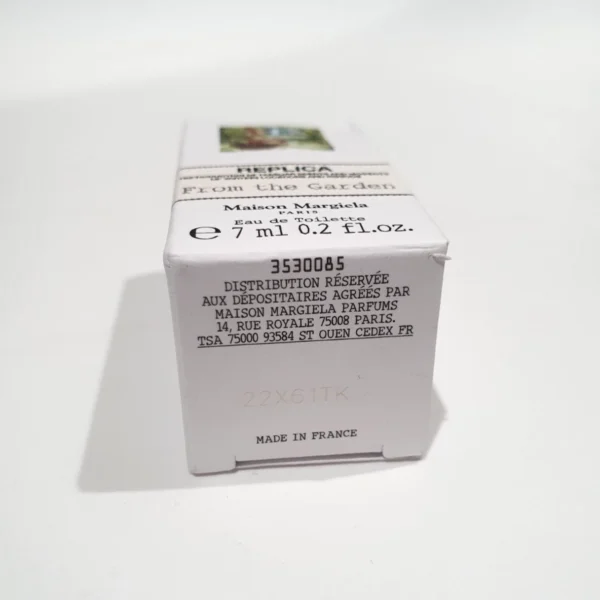 REPLICA
From the Garden
Maison Margiela
PARIS
Eau de Toilette
e 7 ml 0.2 fl.oz.
3530085
DISTRIBUTION RÉSERVÉE
AUX DÉPOSITAIRES AGRÉÉS PAR
MAISON MARGIELA PARFUMS
14, RUE ROYALE 75008 PARIS.
TSA 75000 93584 ST OUEN CEDEX FR
22X61TK
MADE IN FRANCE